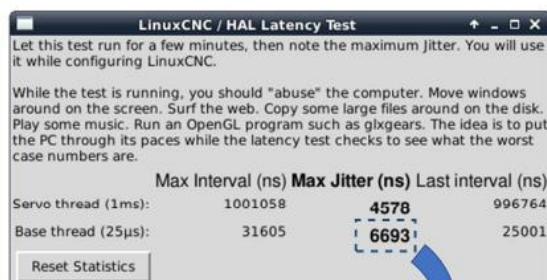 LinuxCNC / HAL Latency Test
Let this test run for a few minutes, then note the maximum Jitter. You will use
it while configuring LinuxCNC.
While the test is running, you should "abuse" the computer. Move windows
around on the screen. Surf the web. Copy some large files around on the disk.
Play some music. Run an OpenGL program such as glxgears. The idea is to put
the PC through its paces while the latency test checks to see what the worst
case numbers are.
Max Interval (ns) Max Jitter (ns) Last interval (ns)
Servo thread (1ms): 1001058 4578 996764
Base thread (25µs): 31605 6693 25001
Reset Statistics